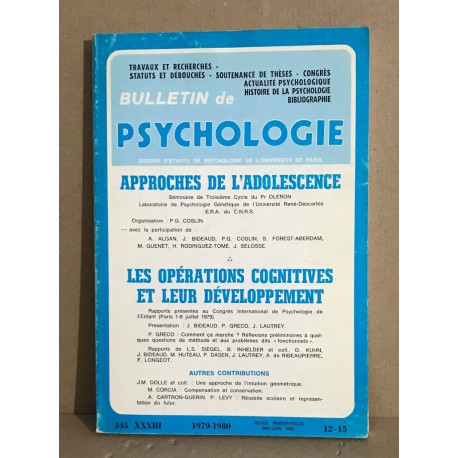 TRAVAUX ET RECHERCHES -
STATUTS ET DÉBOUCHÉS - SOUTENANCE DE THÈSES - CONGRÈS
ACTUALITÉ PSYCHOLOGIQUE
HISTOIRE DE LA PSYCHOLOGIE
BIBLIOGRAPHIE
BULLETIN de
PSYCHOLOGIE
GROUPE D'ÉTUDES DE PSYCHOLOGIE DE L'UNIVERSITÉ DE PARIS
APPROCHES DE L'ADOLESCENCE
Séminaire de Troisième Cycle du Pr OLERON
Laboratoire de Psychologie Génétique de l'Université René-Descartes
E.R.A. du C.N.R.S.
Organisation : P.G. COSLIN
— avec la participation de :
A. ALGAN, J. BIDEAUD, P.G. COSLIN, S. FOREST-ABERDAM,
M. GUENET, H. RODRIGUEZ-TOMÉ, J. SELOSSE.
LES OPÉRATIONS COGNITIVES
ET LEUR DÉVELOPPEMENT
Rapports présentés au Congrès International de Psychologie de
l'Enfant (Paris 1-8 juillet 1979).
Présentation : J. BIDEAUD, P. GRECO, J. LAUTREY.
P. GRECO : Comment ça marche ? Réflexions préliminaires à quel-
ques questions de méthode et aux problèmes dits « fonctionnels ».
Rapports de L.S. SIEGEL, B. INHELDER et coll., D. KUHN,
J. BIDEAUD, M. HUTEAU, P. DASEN, J. LAUTREY, A. de RIBEAUPIERRE,
F. LONGEOT.
AUTRES CONTRIBUTIONS
J.M. DOLLE et coll. : Une approche de l'intuition géométrique.
M. CORCIA : Compensation et conservation.
A. CARTRON-GUERIN, P. LEVY : Réussite scolaire et représen-
tation du futur.
345 XXXIII
1979-1980
REVUE BIMESTRIELLE
12-15